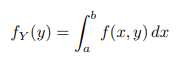 f_Y(y) = \int_a^b f(x, y) \, dx